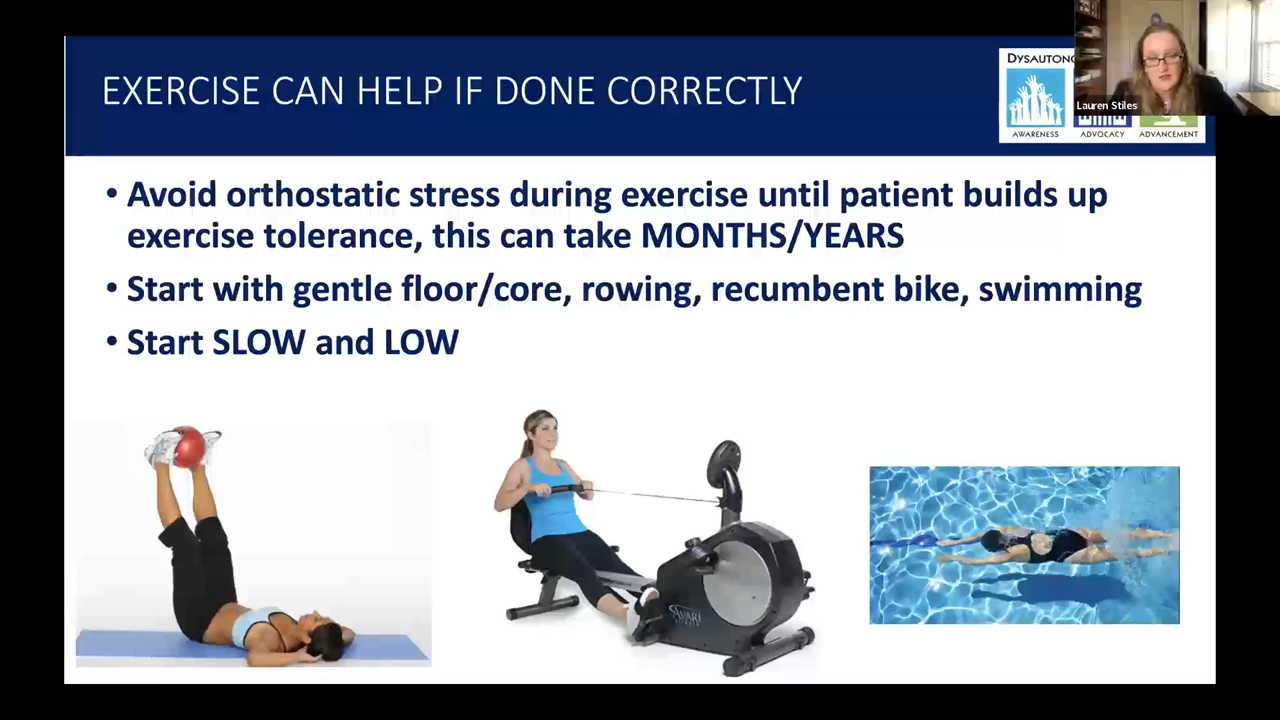 EXERCISE CAN HELP IF DONE CORRECTLY
DYSAUTONO
Lauren Stiles
AWARENESS
ADVOCACY
ADVANCEMENT
• Avoid orthostatic stress during exercise until patient builds up
exercise tolerance, this can take MONTHS/YEARS
• Start with gentle floor/core, rowing, recumbent bike, swimming
• Start SLOW and LOW
AVARI